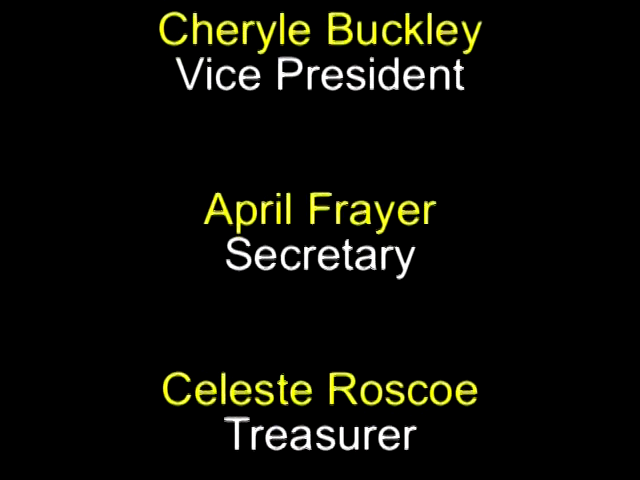 Cheryle Buckley
Vice President
April Frayer
Secretary
Celeste Roscoe
Treasurer